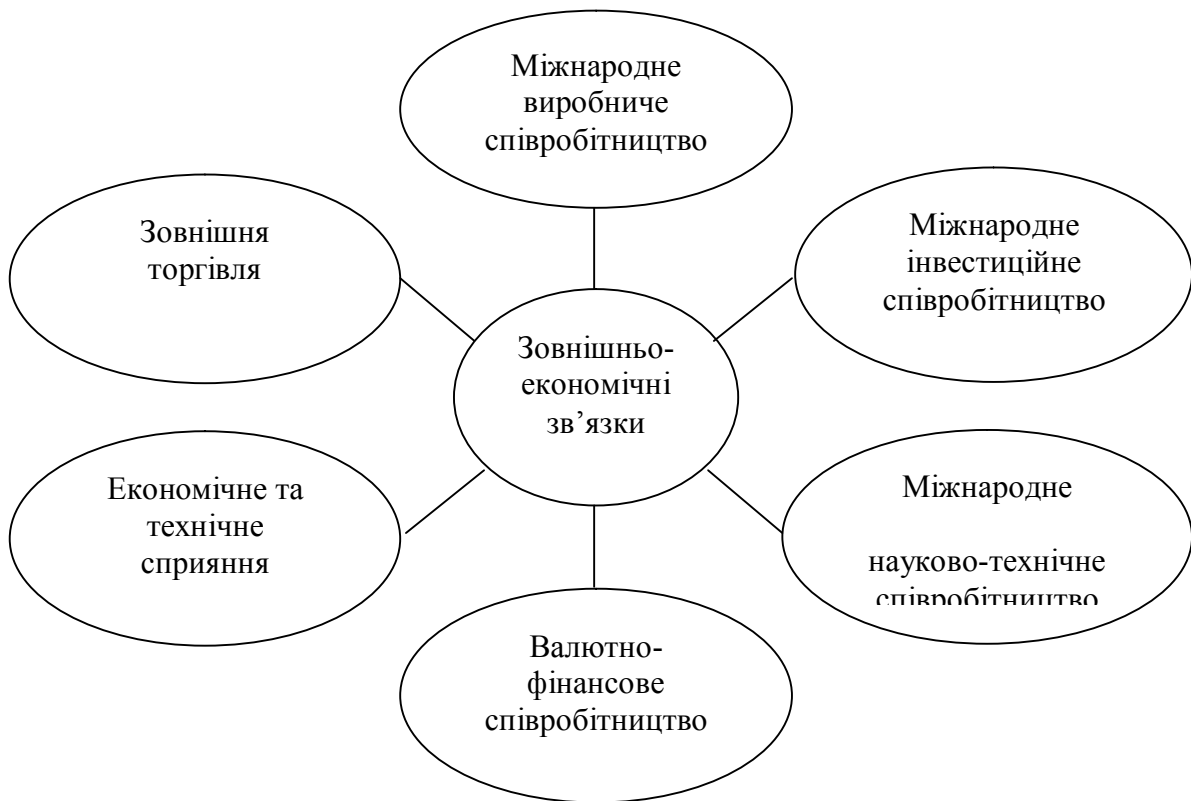 Міжнародне
виробниче
співробітництво
Зовнішня
торгівля
Міжнародне
інвестиційне
співробітництво
Зовнішньо-
економічні
зв’язки
Економічне та
технічне
сприяння
Міжнародне
науково-технічне
співробітництво
Валютно-
фінансове
співробітництво